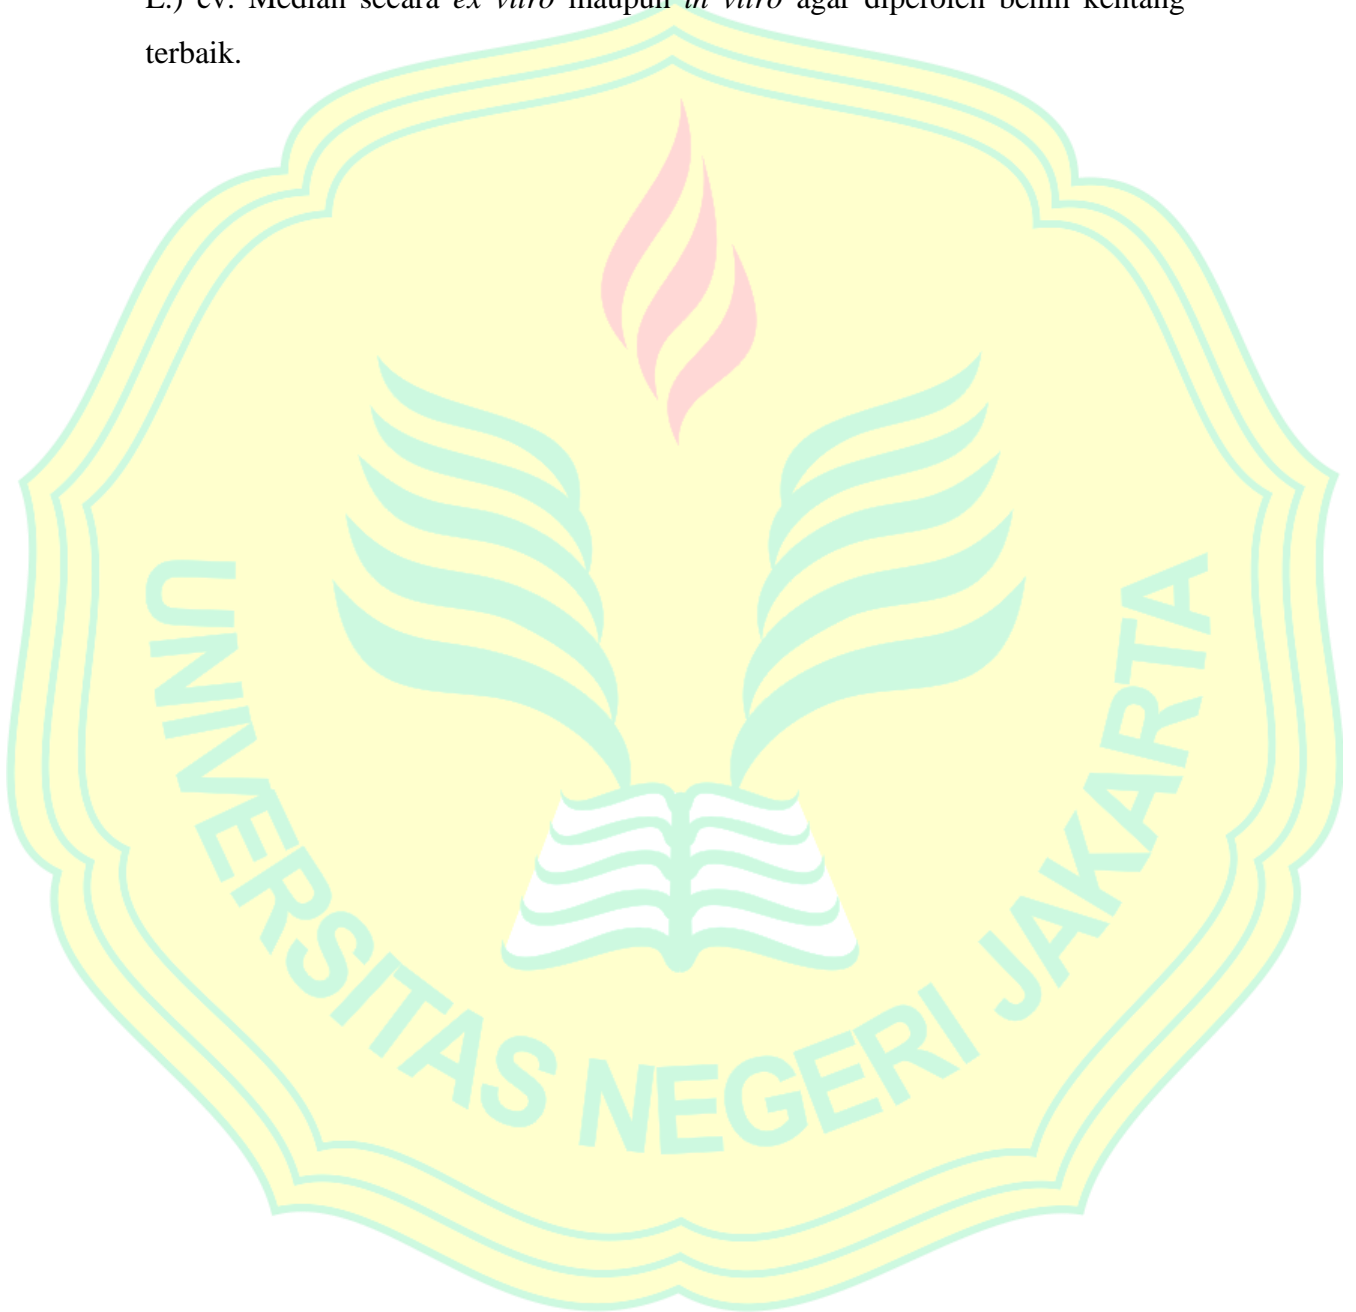 L.) cv. Median secara ex vitro maupun in vitro agar diperoleh benih kentang
terbaik.
UNIVERSITAS NEGERI JAKARTA